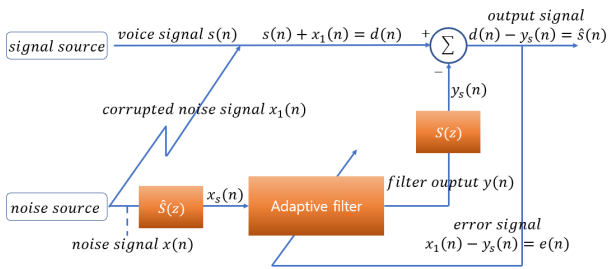 output signal
voice signal s(n)
s(n) + x₁(n) = d(n)
+
d(n) − yₛ(n) = ŝ(n)
signal source
∑
−
yₛ(n)
corrupted noise signal x₁(n)
S(z)
filter ouptut y(n)
noise source
Ŝ(z)
xₛ(n)
Adaptive filter
error signal
noise signal x(n)
x₁(n) − yₛ(n) = e(n)